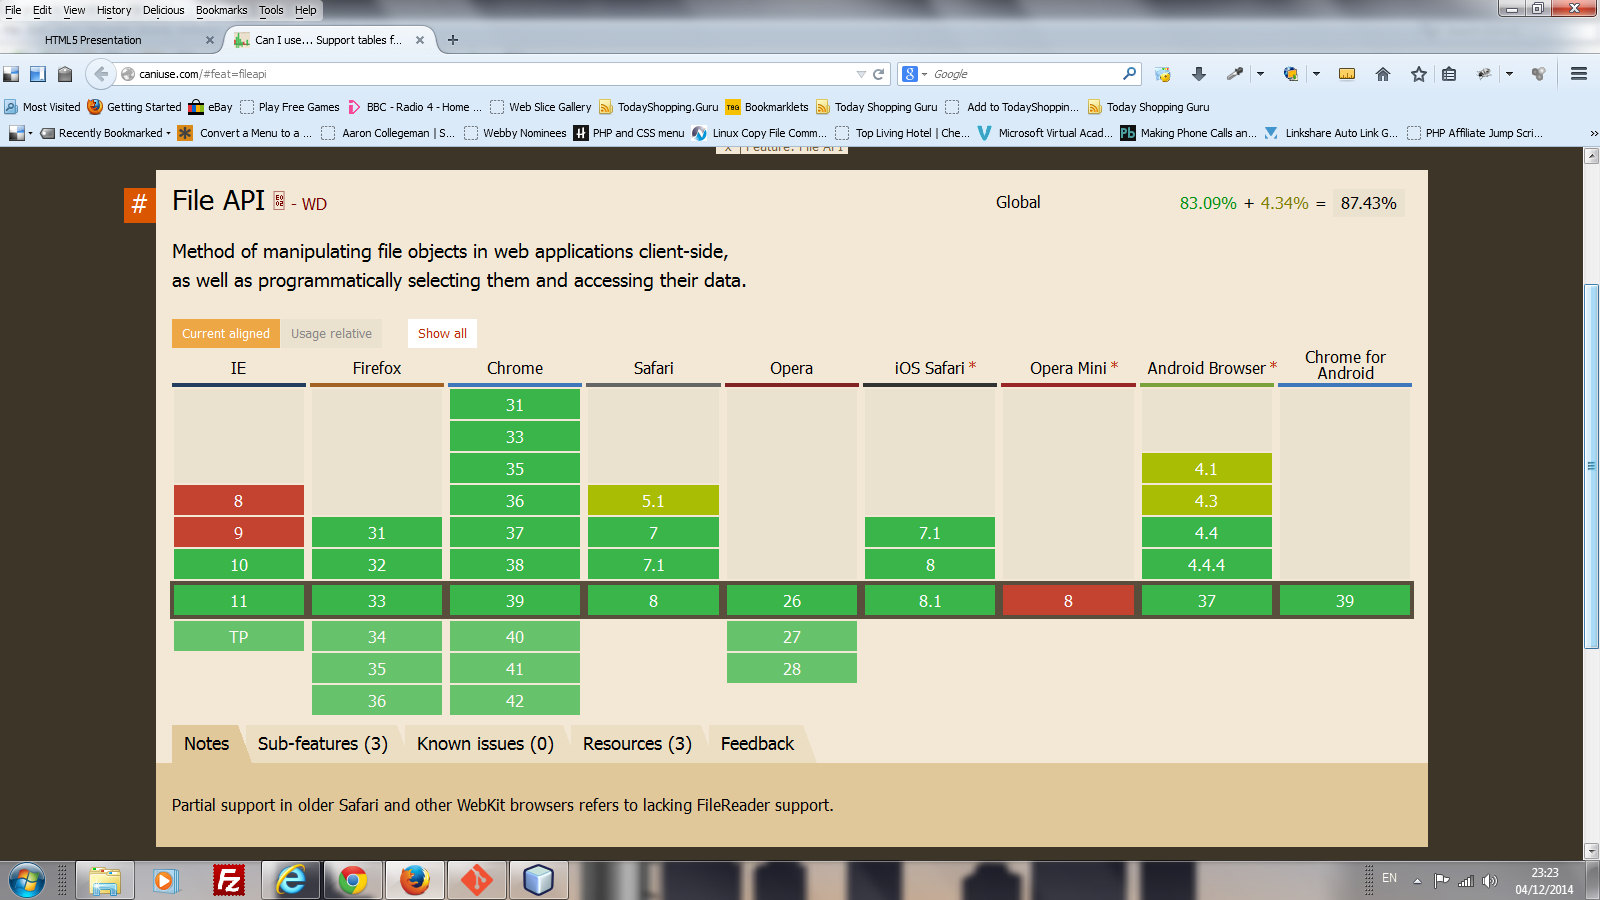 File Edit View History Delicious Bookmarks Tools Help
HTML5 Presentation × Can I use... Support tables f... × +
caniuse.com/#feat=fileapi Google
Most Visited Getting Started eBay Play Free Games BBC - Radio 4 - Home ... Web Slice Gallery TodayShopping.Guru Bookmarklets Today Shopping Guru Add to TodayShoppin... Today Shopping Guru
Recently Bookmarked Convert a Menu to a ... Aaron Collegeman | S... Webby Nominees PHP and CSS menu Linux Copy File Comm... Top Living Hotel | Che... Microsoft Virtual Acad... Making Phone Calls an... Linkshare Auto Link G... PHP Affiliate Jump Scri... »
Feature: File API
# File API - WD Global 83.09% + 4.34% = 87.43%
Method of manipulating file objects in web applications client-side,
as well as programmatically selecting them and accessing their data.
Current aligned Usage relative Show all
IE Firefox Chrome Safari Opera iOS Safari * Opera Mini * Android Browser * Chrome for Android
31
33
35 4.1
8 36 5.1 4.3
9 31 37 7 7.1 4.4
10 32 38 7.1 8 4.4.4
11 33 39 8 26 8.1 8 37 39
TP 34 40 27
35 41 28
36 42
Notes Sub-features (3) Known issues (0) Resources (3) Feedback
Partial support in older Safari and other WebKit browsers refers to lacking FileReader support.
EN 23:23
04/12/2014